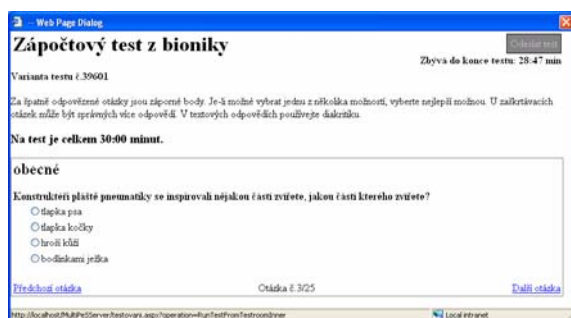 -- Web Page Dialog
Zápočtový test z bioniky
Odeslat test
Zbývá do konce testu: 28:47 min
Varianta testu č.39601
Za špatně odpovězené otázky jsou záporné body. Je-li možné vybrat jednu z několika možností, vyberte nejlepší možnou. U zaškrtávacích
otázek může být správných více odpovědí. V textových odpovědích používejte diakritiku.
Na test je celkem 30:00 minut.
obecné
Konstruktéři pláště pneumatiky se inspirovali nějakou částí zvířete, jakou částí kterého zvířete?
tlapka psa
tlapka kočky
hroší kůží
bodlinkami ježka
Předchozí otázka
Otázka č.3/25
Další otázka
http://localhost/MultiPeSServer/testovani.aspx?operation=RunTestFromTestroomInner
Local intranet